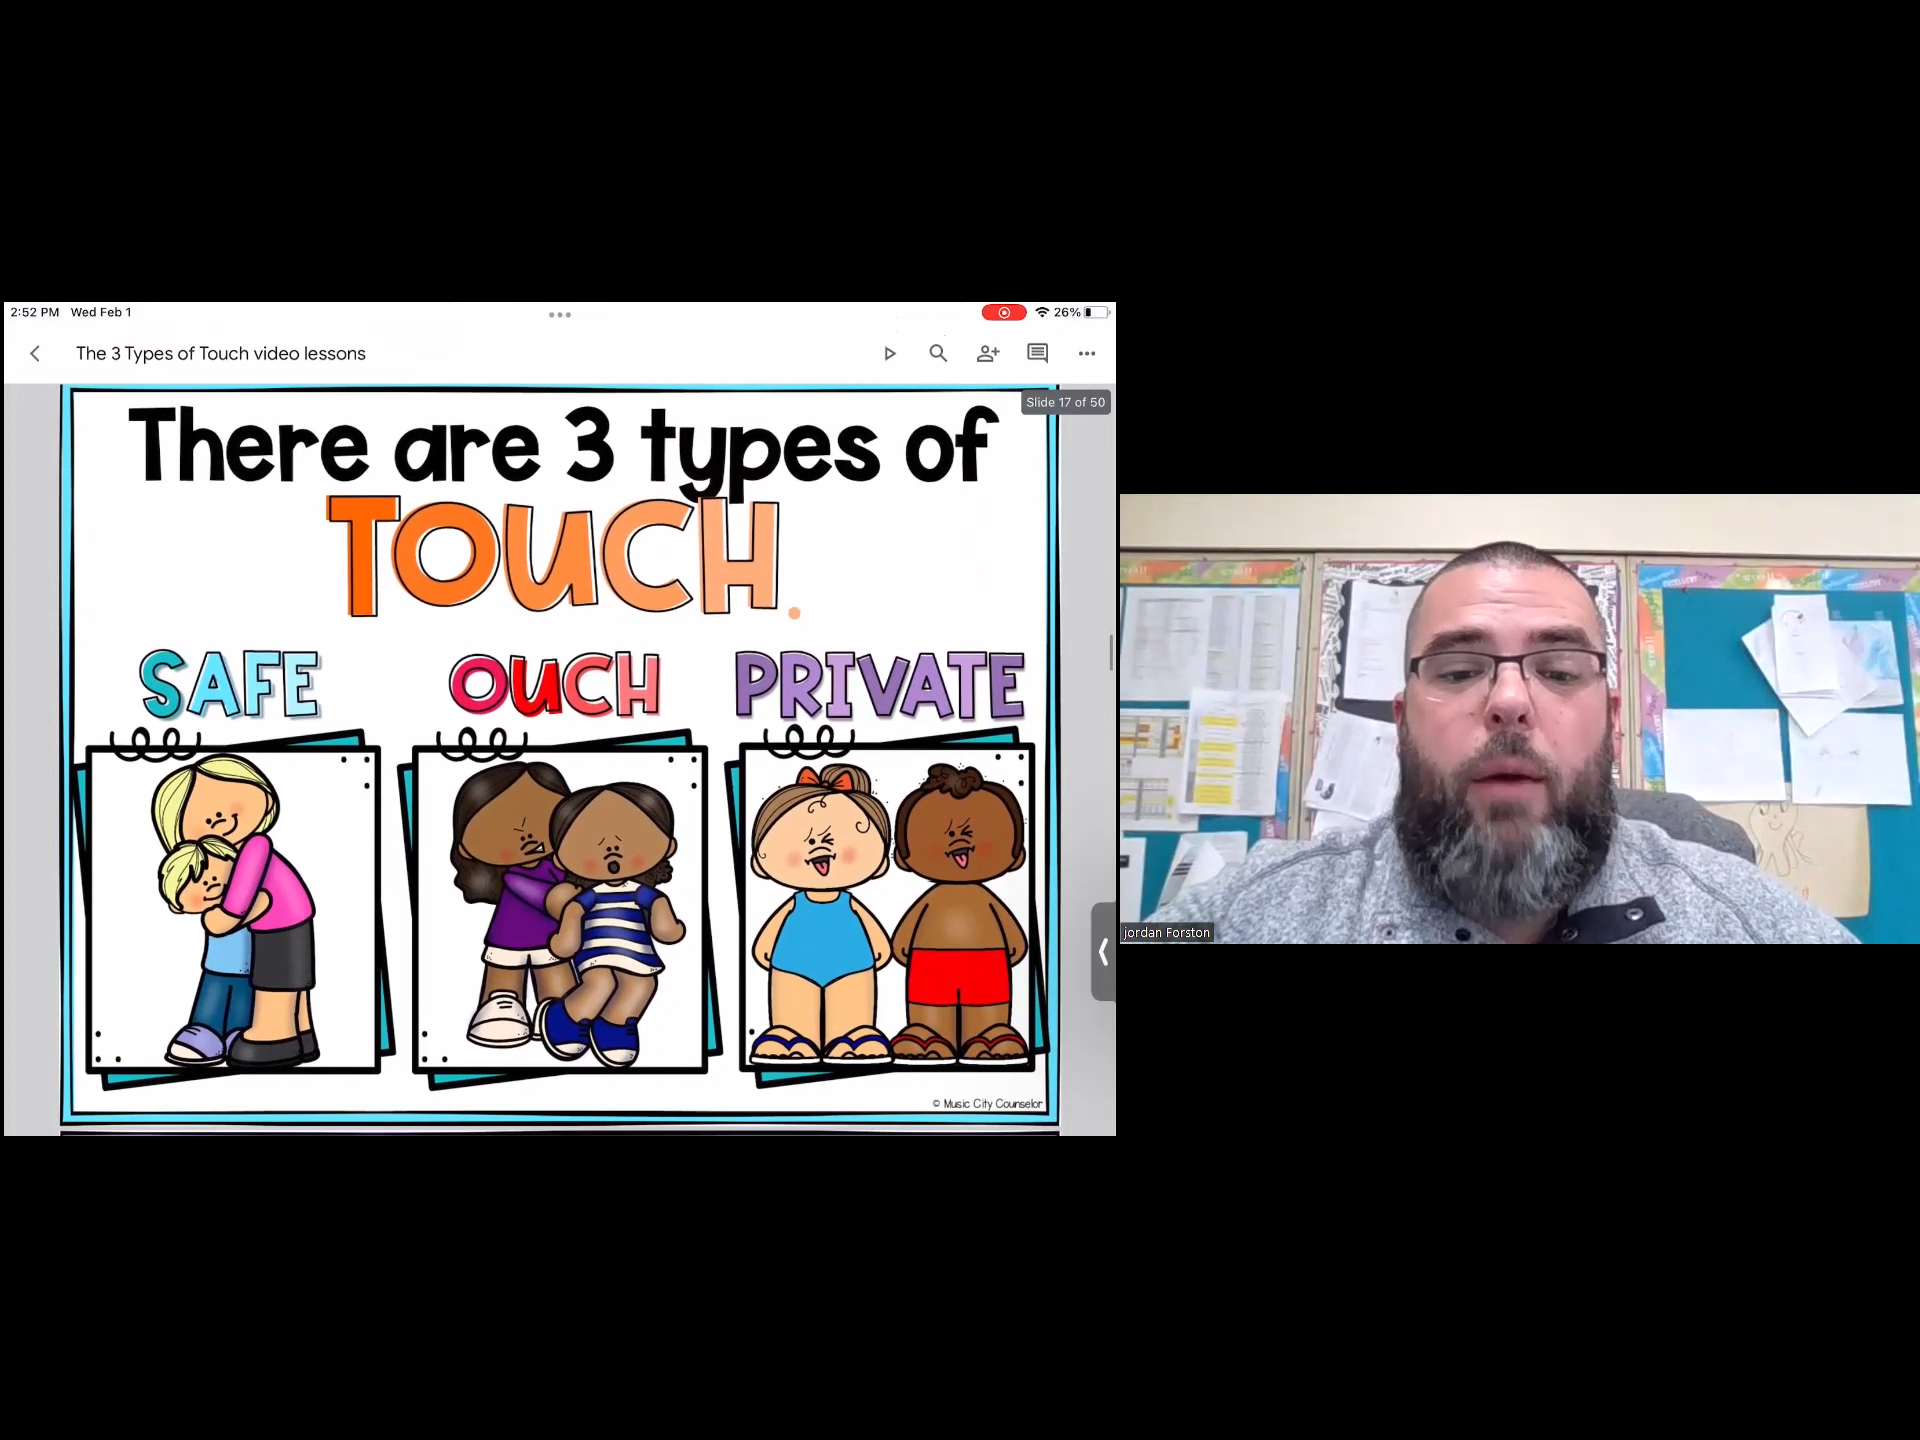 2:52 PM Wed Feb 1
26%
The 3 Types of Touch video lessons
Slide 17 of 50
There are 3 types of
TOUCH.
SAFE OUCH PRIVATE
© Music City Counselor
jordan Forston